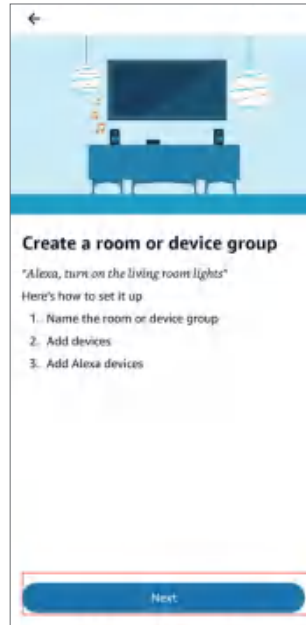 Create a room or device group
"Alexa, turn on the living room lights"
Here's how to set it up
1. Name the room or device group
2. Add devices
3. Add Alexa devices
Next